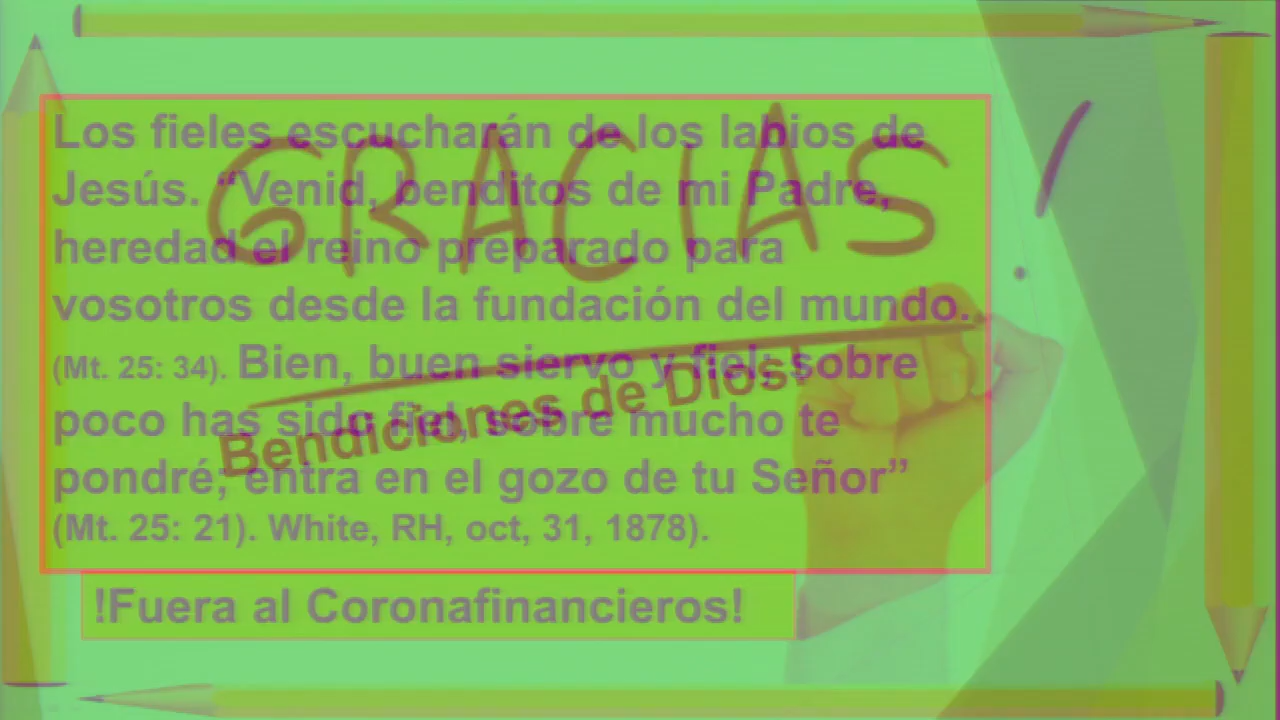 Los fieles escucharán de los labios de
Jesús. “Venid, benditos de mi Padre,
heredad el reino preparado para
vosotros desde la fundación del mundo.
(Mt. 25: 34). Bien, buen siervo y fiel; sobre
poco has sido fiel, sobre mucho te
pondré; entra en el gozo de tu Señor”
(Mt. 25: 21). White, RH, oct, 31, 1878).
!Fuera al Coronafinancieros!
GRACIAS!
Bendiciones de Dios!